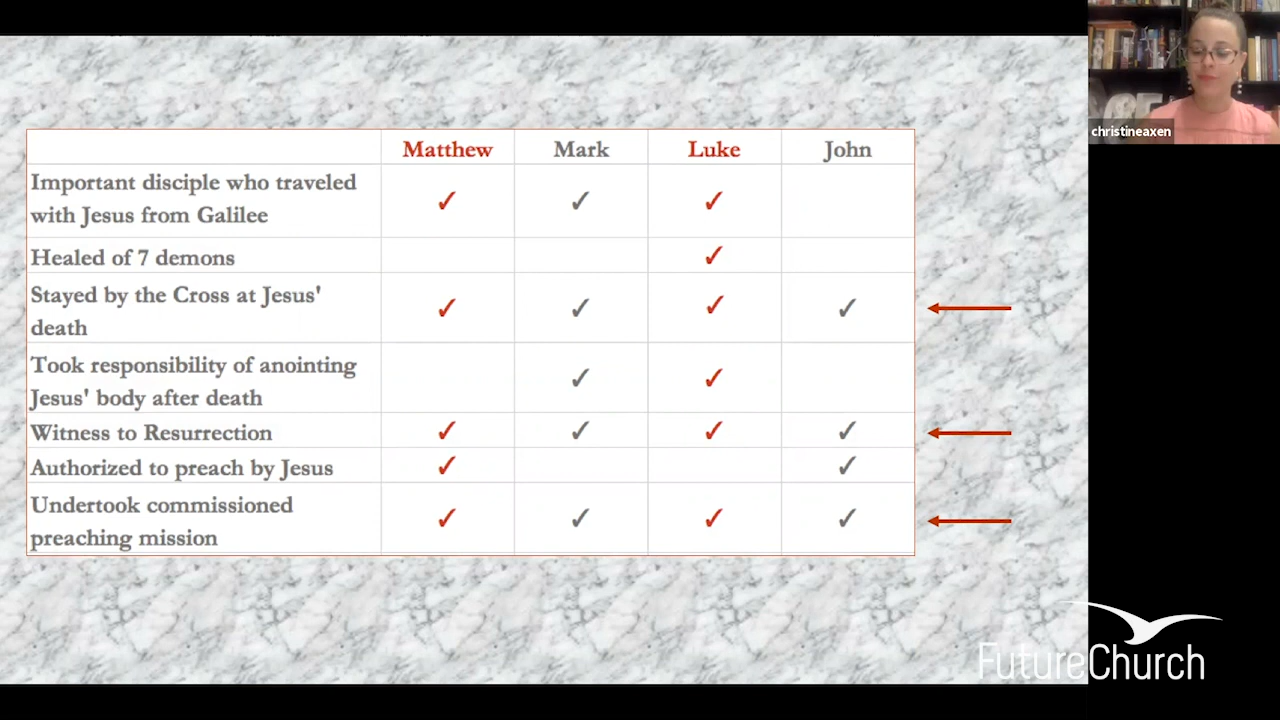 christineaxen
Matthew Mark Luke John
Important disciple who traveled
with Jesus from Galilee ✓ ✓ ✓
Healed of 7 demons ✓
Stayed by the Cross at Jesus'
death ✓ ✓ ✓ ✓
Took responsibility of anointing
Jesus' body after death ✓ ✓
Witness to Resurrection ✓ ✓ ✓ ✓
Authorized to preach by Jesus ✓ ✓
Undertook commissioned
preaching mission ✓ ✓ ✓ ✓
FutureChurch